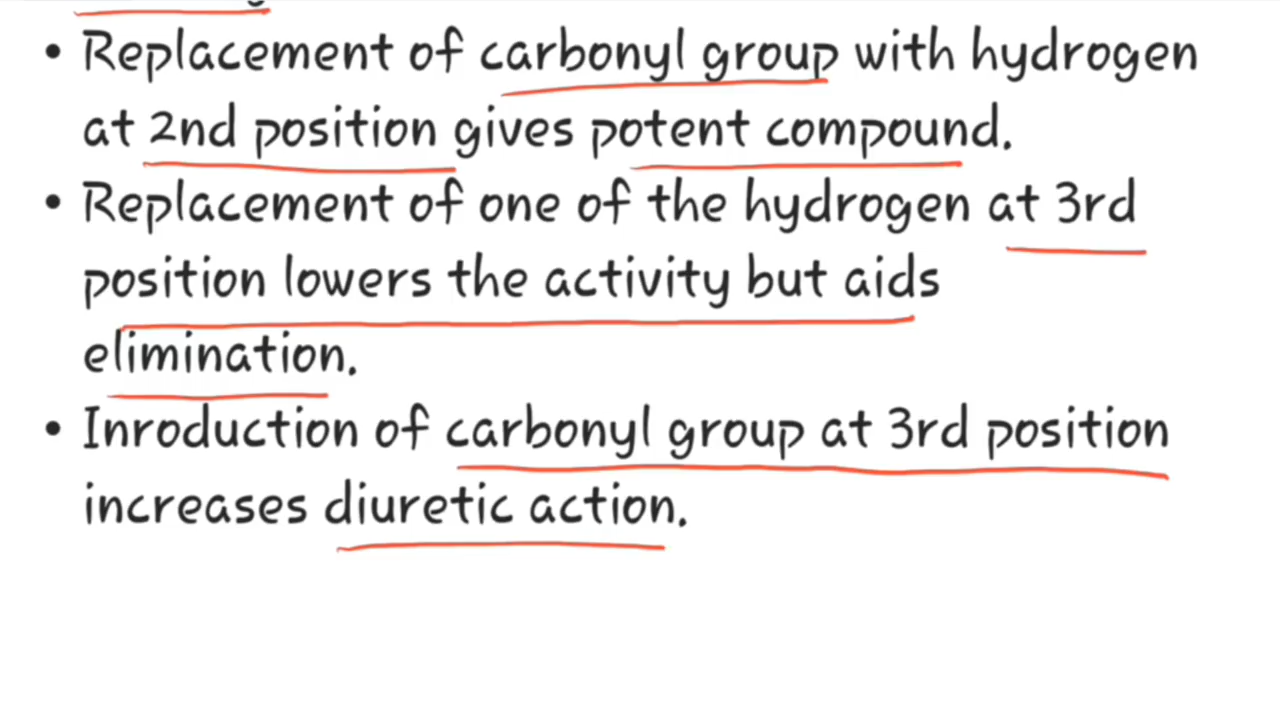 • Replacement of carbonyl group with hydrogen
at 2nd position gives potent compound.
• Replacement of one of the hydrogen at 3rd
position lowers the activity but aids
elimination.
• Inroduction of carbonyl group at 3rd position
increases diuretic action.